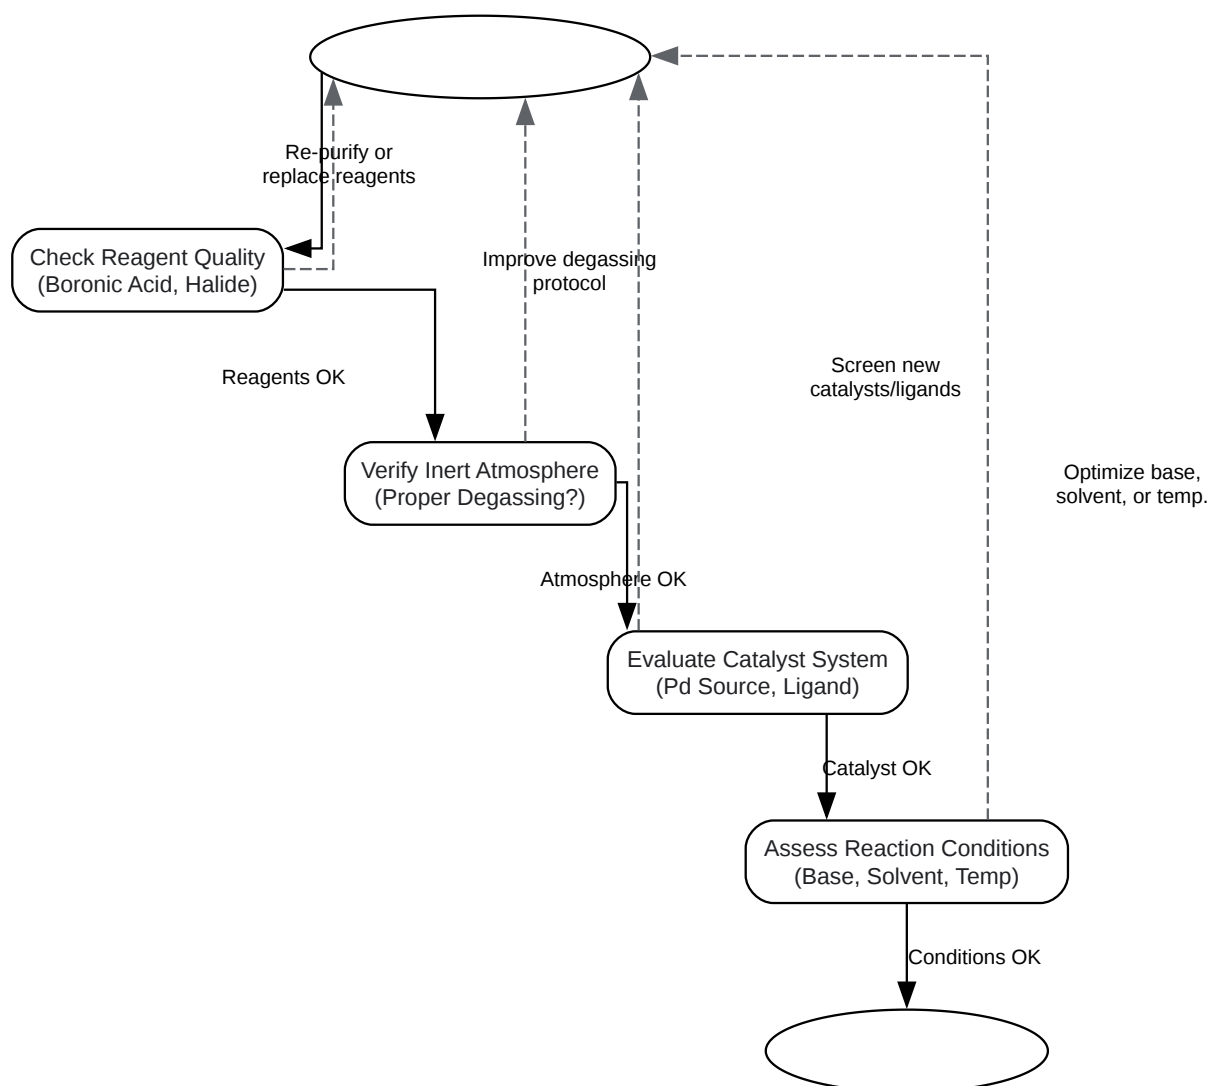 Re-purify or
replace reagents
Check Reagent Quality
(Boronic Acid, Halide)
Improve degassing
protocol
Reagents OK
Screen new
catalysts/ligands
Verify Inert Atmosphere
(Proper Degassing?)
Optimize base,
solvent, or temp.
Atmosphere OK
Evaluate Catalyst System
(Pd Source, Ligand)
Catalyst OK
Assess Reaction Conditions
(Base, Solvent, Temp)
Conditions OK